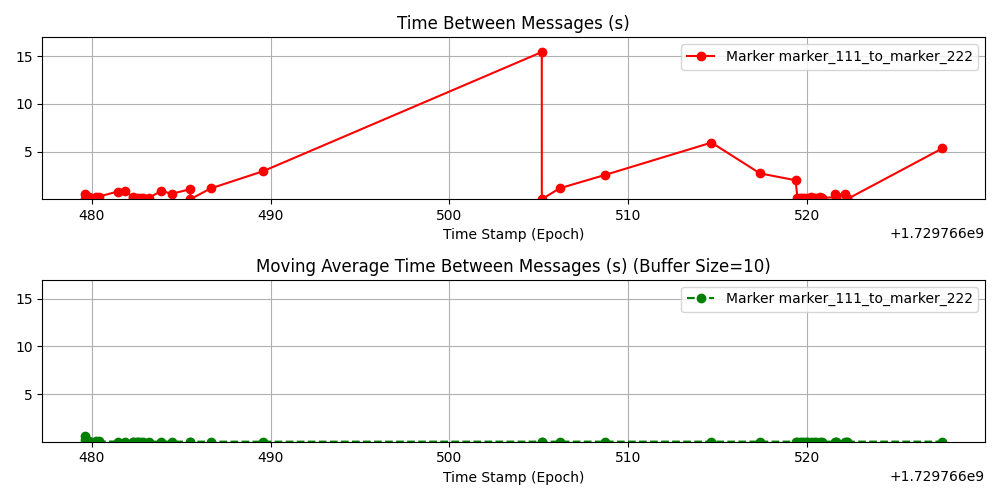 Time Between Messages (s)
Marker marker_111_to_marker_222
15
10
5
480 490 500 510 520
Time Stamp (Epoch)
+1.729766e9
Moving Average Time Between Messages (s) (Buffer Size=10)
Marker marker_111_to_marker_222
15
10
5
480 490 500 510 520
Time Stamp (Epoch)
+1.729766e9